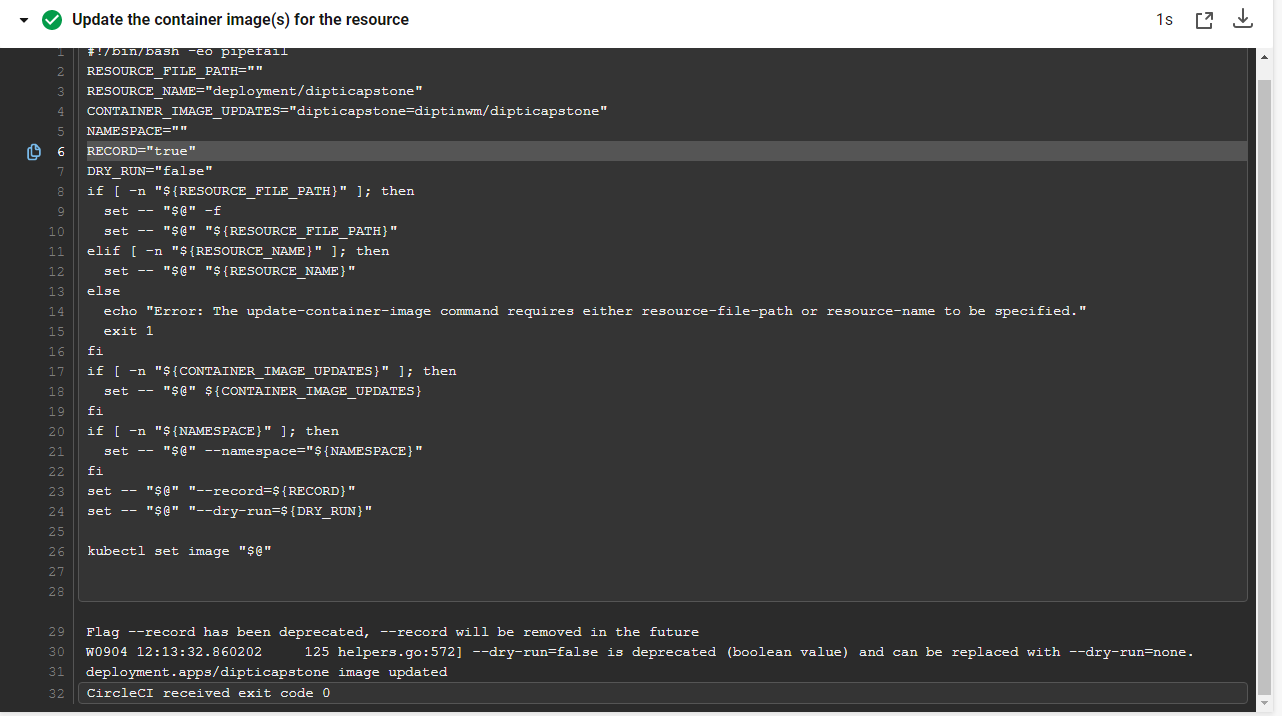 Update the container image(s) for the resource
1s
1 #!/bin/bash -eo pipefail
2 RESOURCE_FILE_PATH=""
3 RESOURCE_NAME="deployment/dipticapstone"
4 CONTAINER_IMAGE_UPDATES="dipticapstone=diptinwm/dipticapstone"
5 NAMESPACE=""
6 RECORD="true"
7 DRY_RUN="false"
8 if [ -n "${RESOURCE_FILE_PATH}" ]; then
9   set -- "$@" -f
10   set -- "$@" "${RESOURCE_FILE_PATH}"
11 elif [ -n "${RESOURCE_NAME}" ]; then
12   set -- "$@" "${RESOURCE_NAME}"
13 else
14   echo "Error: The update-container-image command requires either resource-file-path or resource-name to be specified."
15   exit 1
16 fi
17 if [ -n "${CONTAINER_IMAGE_UPDATES}" ]; then
18   set -- "$@" ${CONTAINER_IMAGE_UPDATES}
19 fi
20 if [ -n "${NAMESPACE}" ]; then
21   set -- "$@" --namespace="${NAMESPACE}"
22 fi
23 set -- "$@" "--record=${RECORD}"
24 set -- "$@" "--dry-run=${DRY_RUN}"
25
26 kubectl set image "$@"
27
28
29 Flag --record has been deprecated, --record will be removed in the future
30 W0904 12:13:32.860202     125 helpers.go:572] --dry-run=false is deprecated (boolean value) and can be replaced with --dry-run=none.
31 deployment.apps/dipticapstone image updated
32 CircleCI received exit code 0